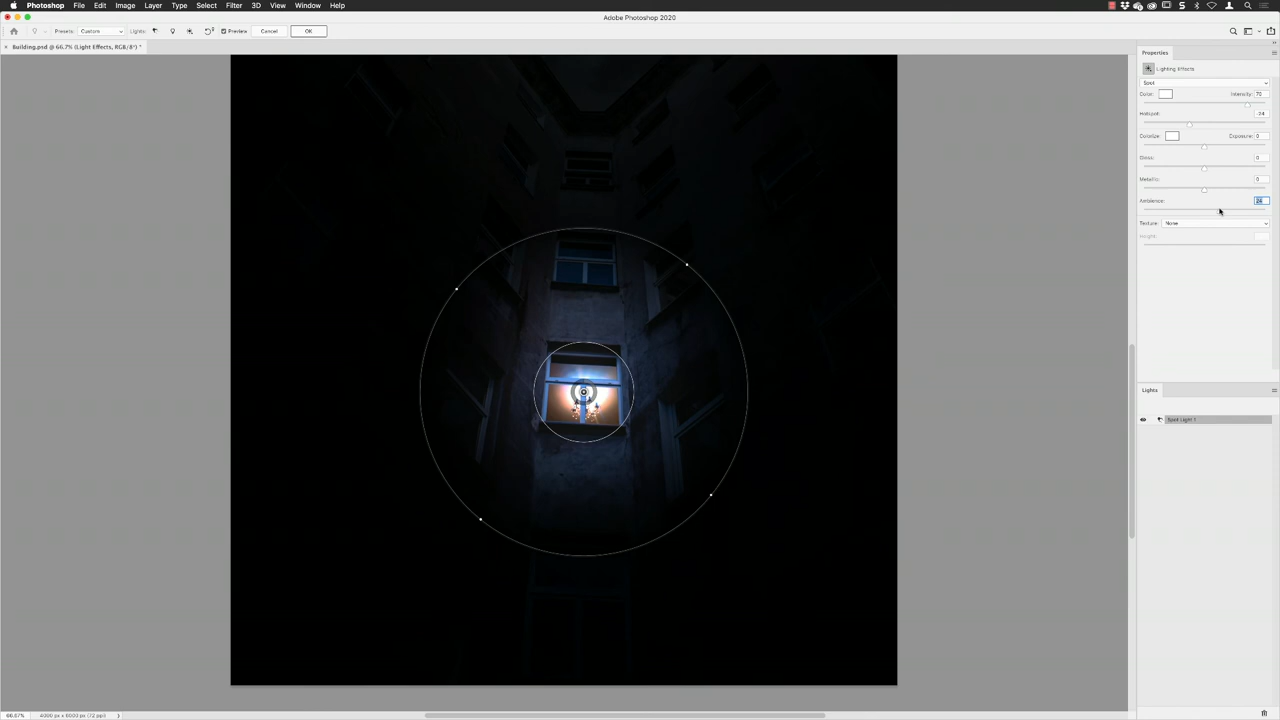 Photoshop File Edit Image Layer Type Select Filter 3D View Window Help
Adobe Photoshop 2020
Presets: Custom Lights: Preview Cancel OK
× Building.psd @ 66.7% (Light Effects, RGB/8*) *
Properties
Lighting Effects
Spot
Color: Intensity: 70
Hotspot: -24
Colorize: Exposure: 0
Gloss: 0
Metallic: 0
Ambience: 24
Texture: None
Height:
Lights
Spot Light 1
66.67% 4000 px x 6000 px (72 ppi)